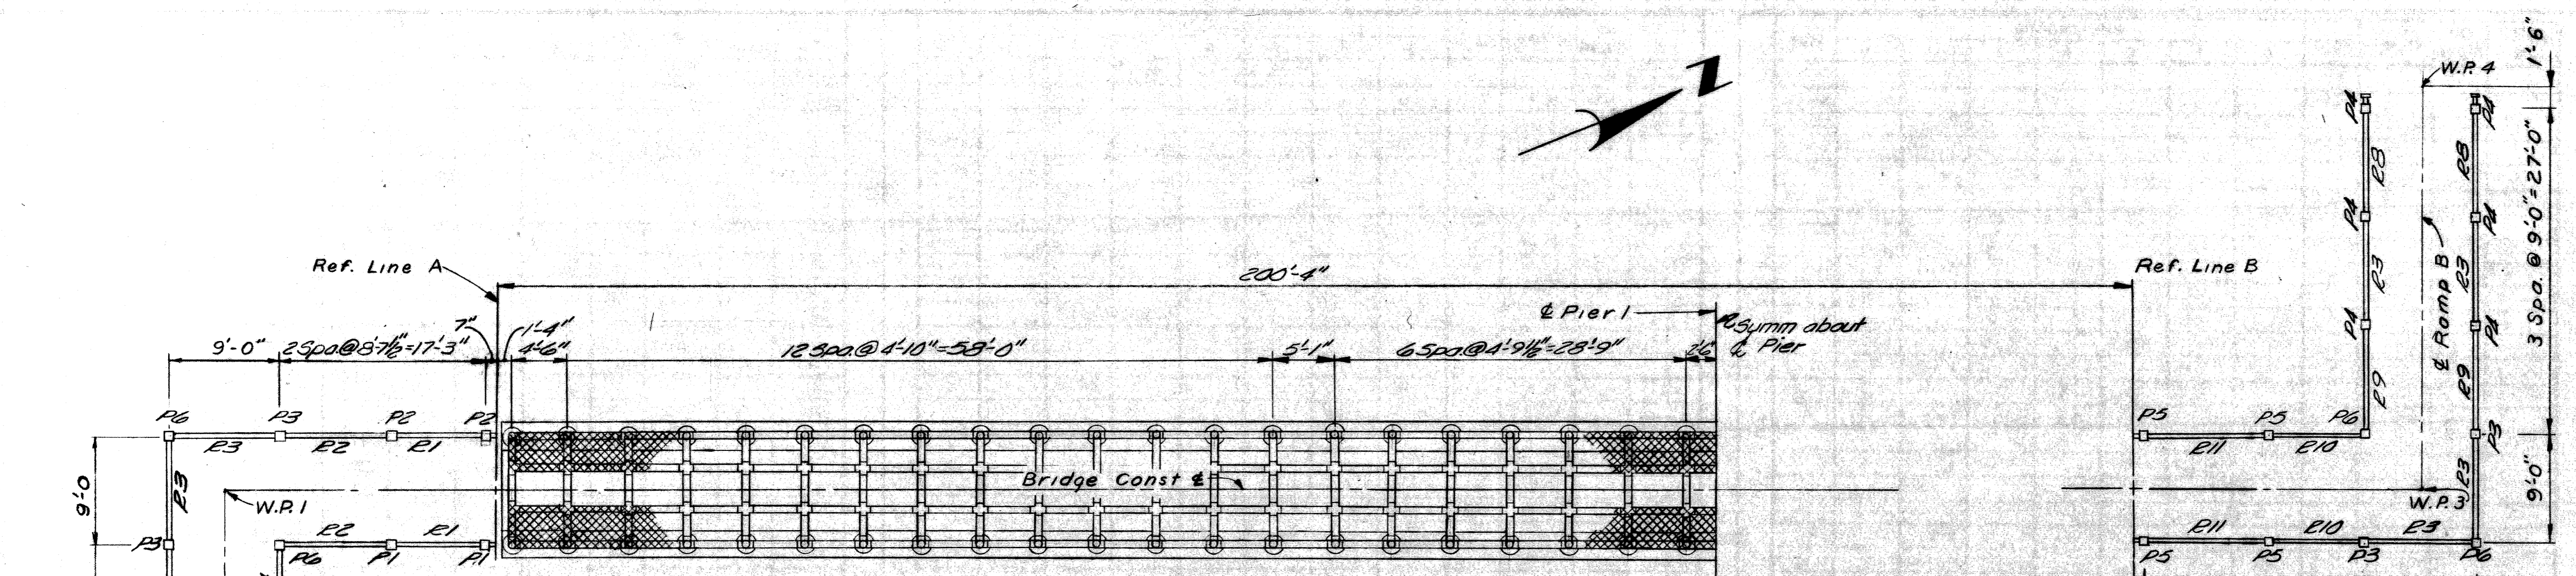 1'-6"
W.P. 4
N
P4
P4
R8
R8
3 Spa. @ 9'-0" = 27'-0"
P4
P4
Ref. Line A
200'-4"
Ref. Line B
R3
₵ Ramp B
R3
7"
1'-4"
₵ Pier 1
Symm about
₵ Pier
P4
P4
9'-0"
2 Spa @ 8'-7½" = 17'-3"
4'-6"
12 Spa @ 4'-10" = 58'-0"
5'-1"
6 Spa. @ 4'-9½" = 28'-9"
2'-6"
R9
R9
P6
P3
P2
P2
P5
P5
P6
P3
R3
R2
R1
R11
R10
9'-0
R3
W.P. 1
Bridge Const ₵
R3
W.P. 3
9'-0"
R2
R1
R11
R10
R3
P3
P6
P1
P1
P5
P5
P3
P6